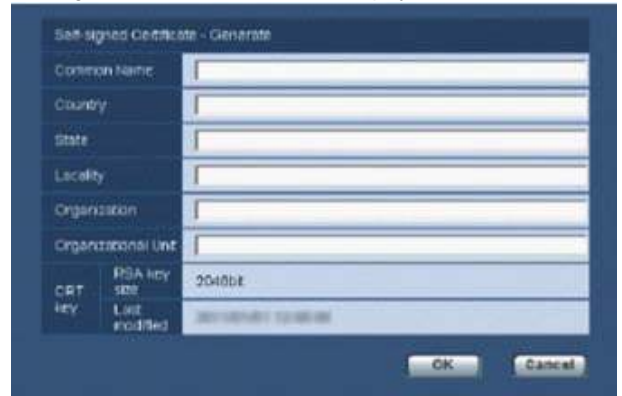 Self-signed Certificate - Generate
Common Name
Country
State
Locality
Organization
Organizational Unit
CRT key
RSA key size
2048bit
Last modified
OK
Cancel